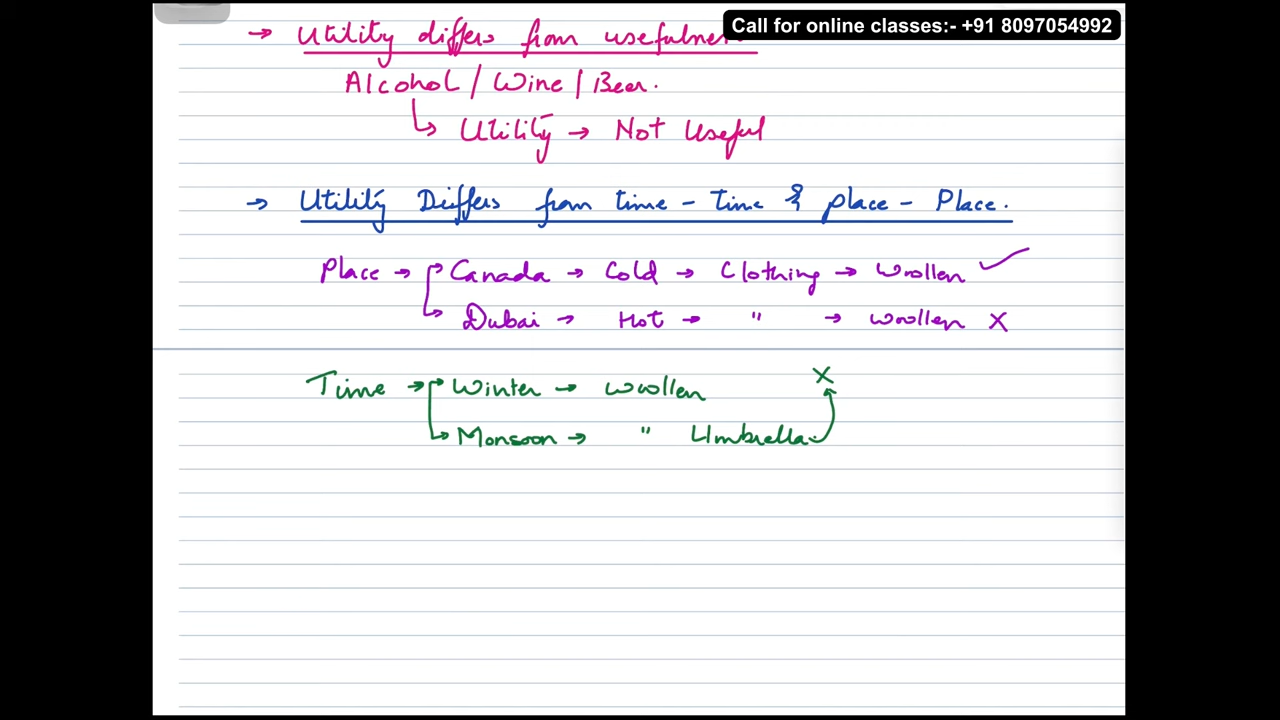 Call for online classes:- +91 8097054992
→ Utility differs from usefulness
Alcohol / Wine / Beer.
↳ Utility → Not Useful
→ Utility Differs from time - Time & place - Place.
Place → Canada → Cold → Clothing → Woollen ✓
Dubai → Hot → " → Woollen X
Time → Winter → Woollen X
Monsoon → " Umbrella